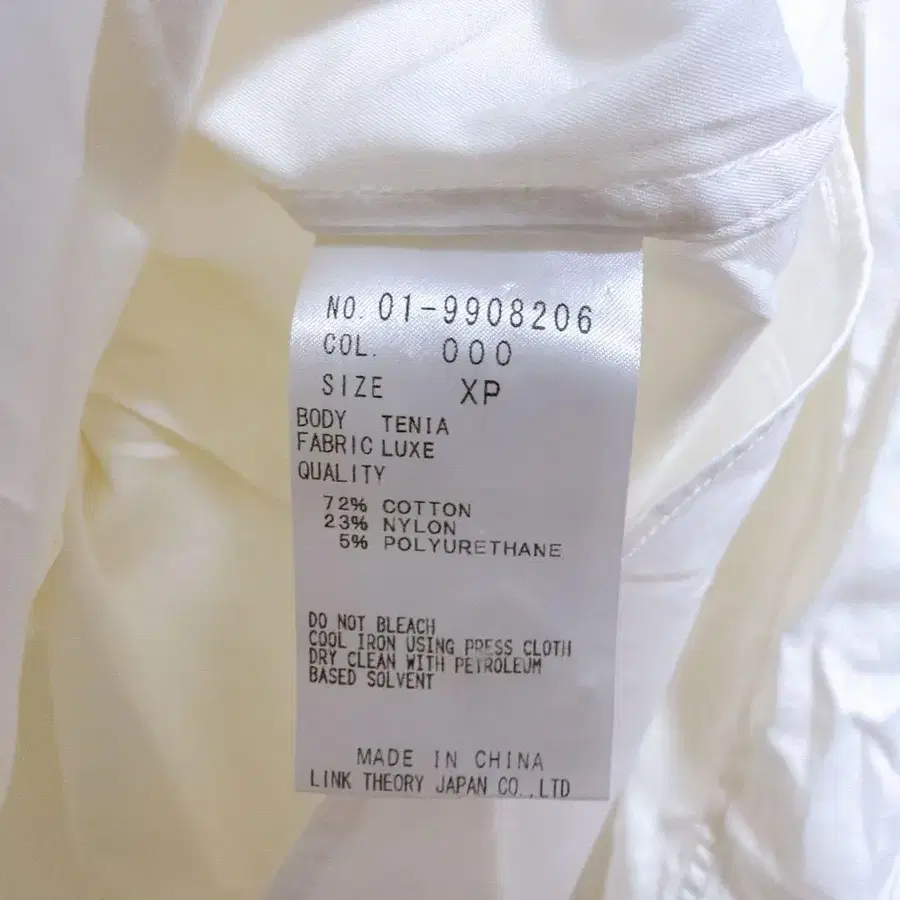 NO. 01-9908206
COL. 000
SIZE XP
BODY TENIA
FABRIC LUXE
QUALITY
72% COTTON
23% NYLON
5% POLYURETHANE
DO NOT BLEACH
COOL IRON USING PRESS CLOTH
DRY CLEAN WITH PETROLEUM
BASED SOLVENT
MADE IN CHINA
LINK THEORY JAPAN CO.,LTD